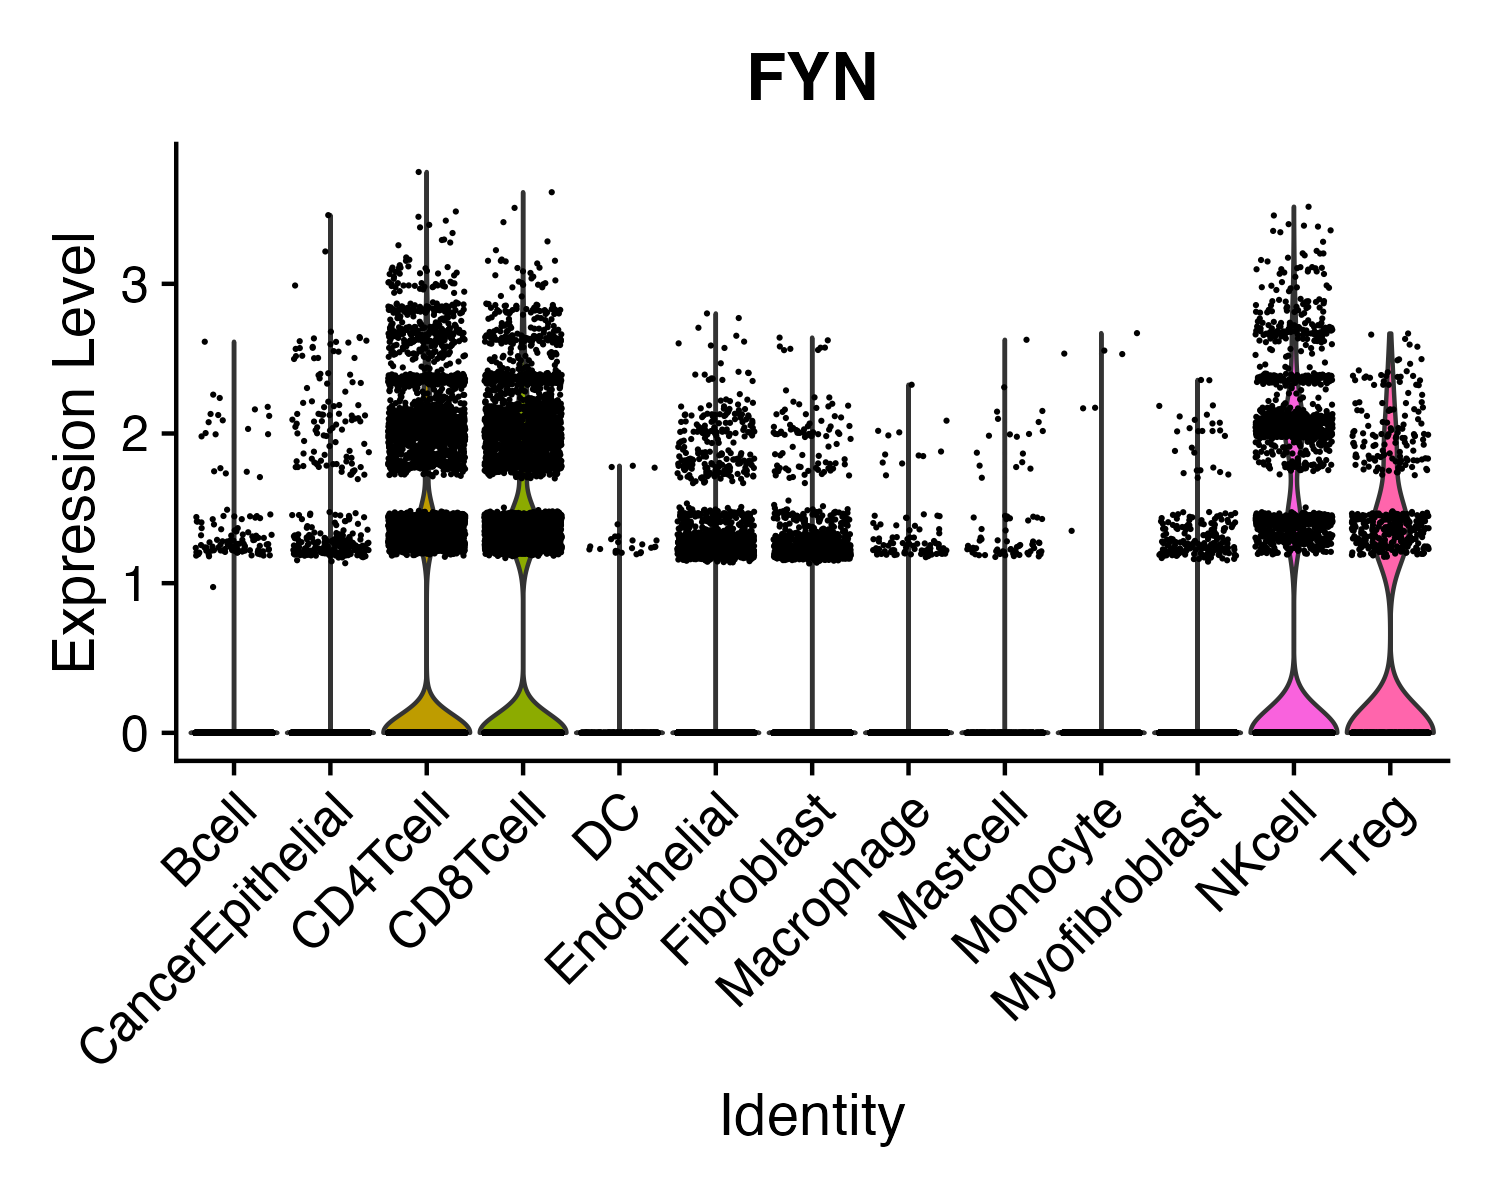 FYN
Expression Level
3
2
1
0
Bcell
CancerEpithelial
CD4Tcell
CD8Tcell
DC
Endothelial
Fibroblast
Macrophage
Mastcell
Monocyte
Myofibroblast
NKcell
Treg
Identity